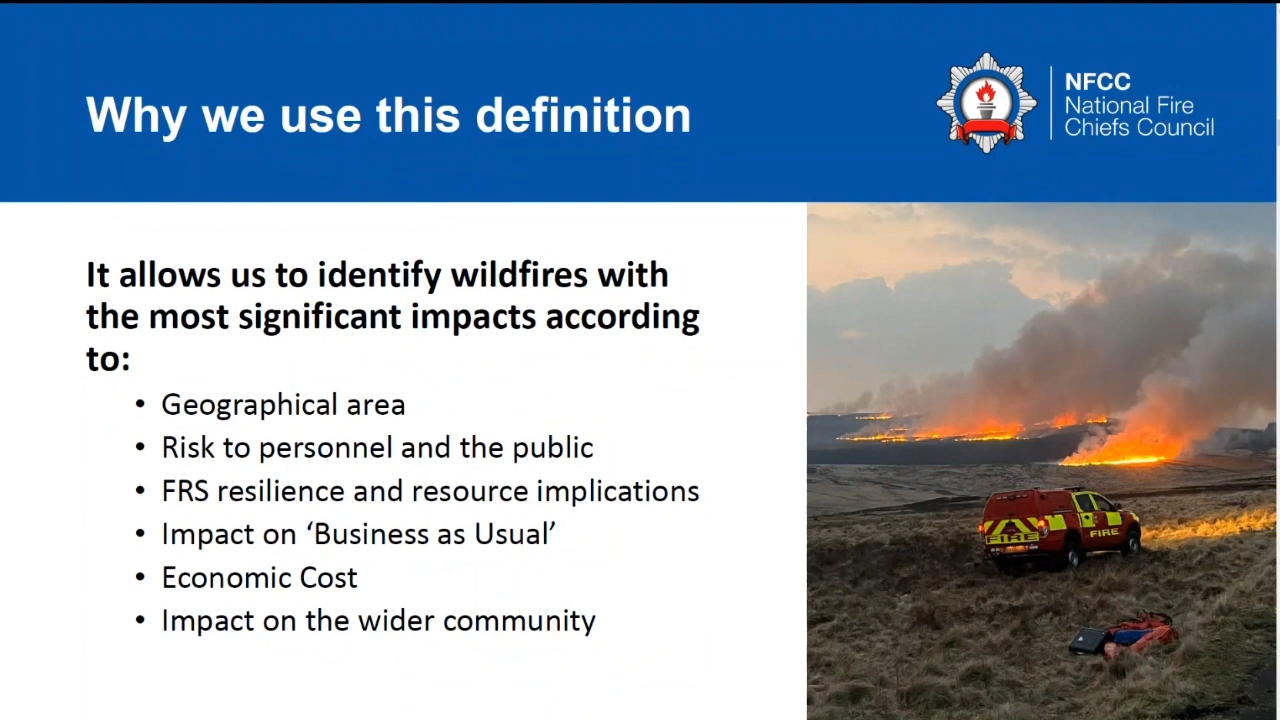 Why we use this definition
NFCC
National Fire
Chiefs Council
It allows us to identify wildfires with
the most significant impacts according
to:
• Geographical area
• Risk to personnel and the public
• FRS resilience and resource implications
• Impact on ‘Business as Usual’
• Economic Cost
• Impact on the wider community
FIRE
FIRE